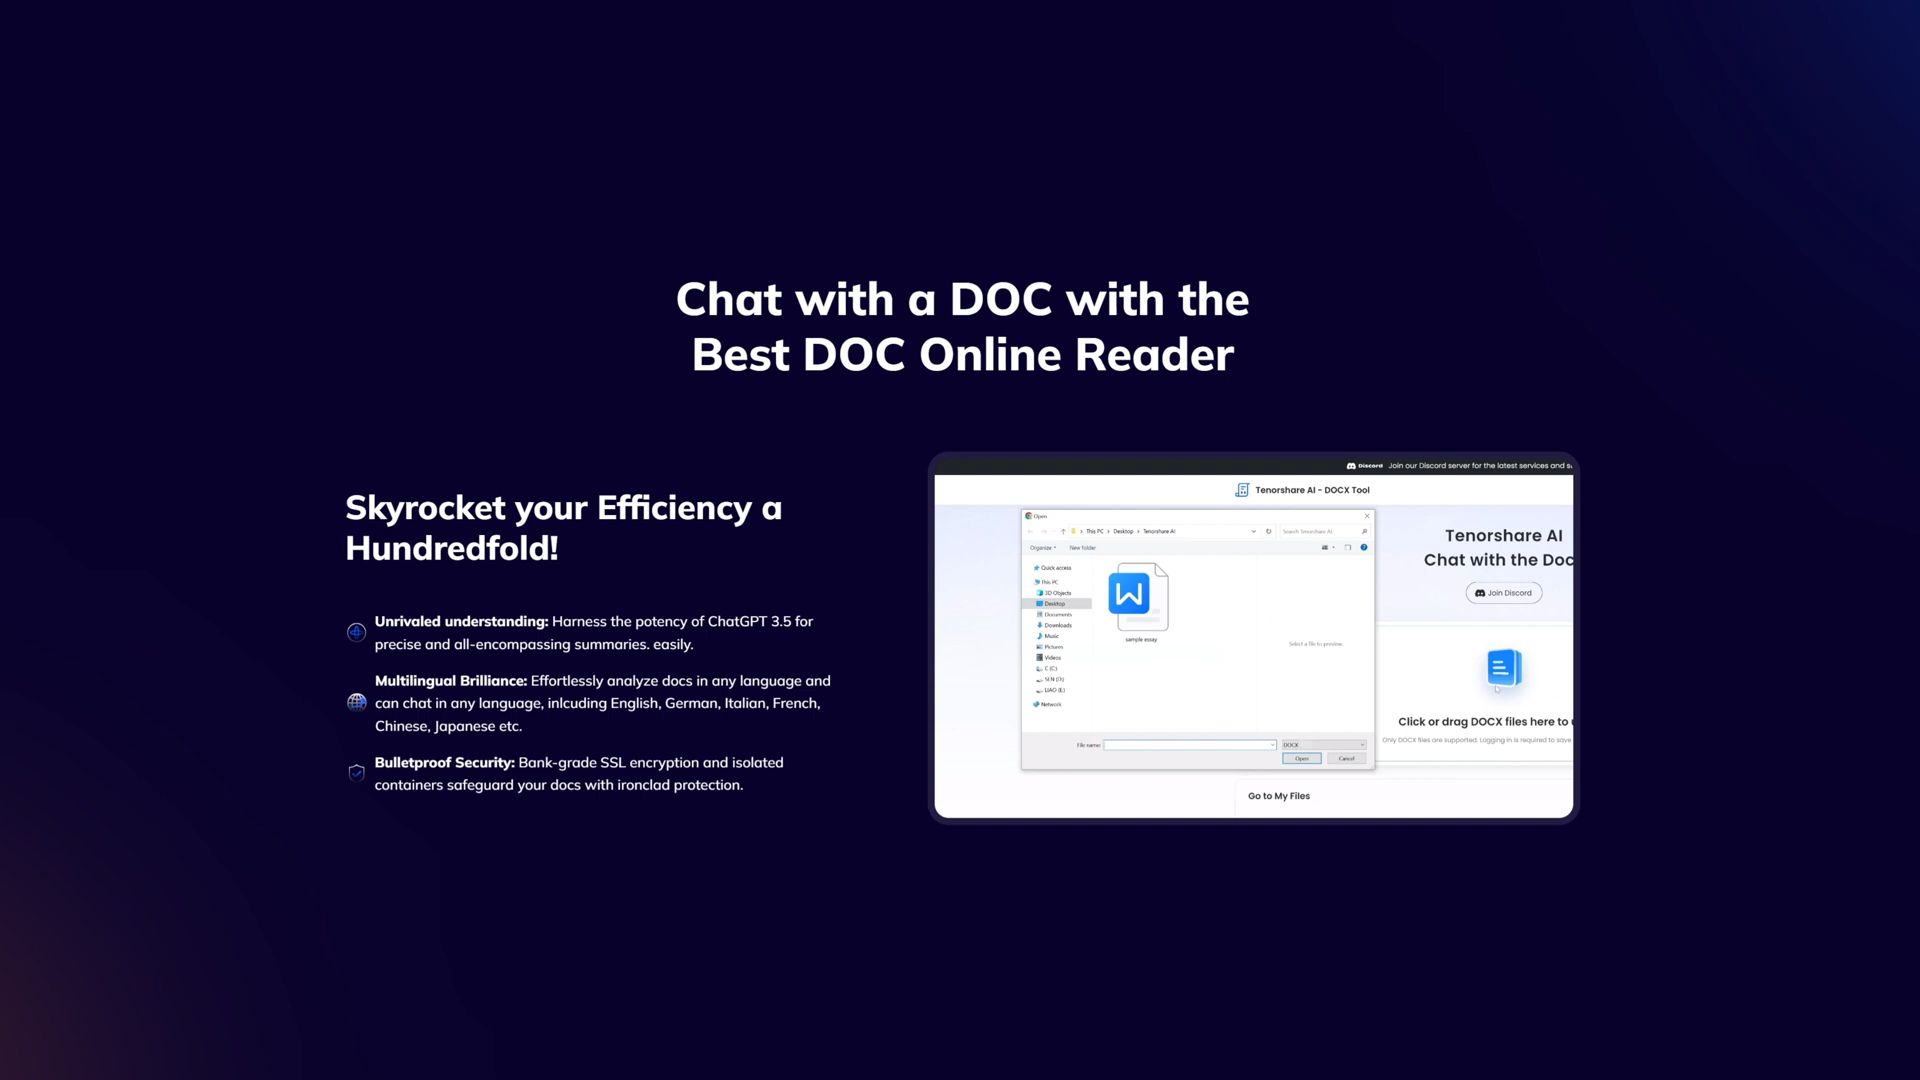 Chat with a DOC with the
Best DOC Online Reader
Skyrocket your Efficiency a
Hundredfold!
Unrivaled understanding: Harness the potency of ChatGPT 3.5 for
precise and all-encompassing summaries. easily.
Multilingual Brilliance: Effortlessly analyze docs in any language and
can chat in any language, inlcuding English, German, Italian, French,
Chinese, Japanese etc.
Bulletproof Security: Bank-grade SSL encryption and isolated
containers safeguard your docs with ironclad protection.
Discord Join our Discord server for the latest services and
Tenorshare AI - DOCX Tool
Open
This PC > Desktop > Tenorshare AI
Search Tenorshare AI
Organize
New folder
Quick access
This PC
3D Objects
Desktop
Documents
Downloads
Music
Pictures
Videos
C (C:)
SEN (D:)
LIAO (E:)
Network
W
sample essay
Select a file to preview.
File name:
DOCX
Open
Cancel
Tenorshare AI
Chat with the Doc
Join Discord
Click or drag DOCX files here to
Only DOCX files are supported. Logging in is required to save
Go to My Files